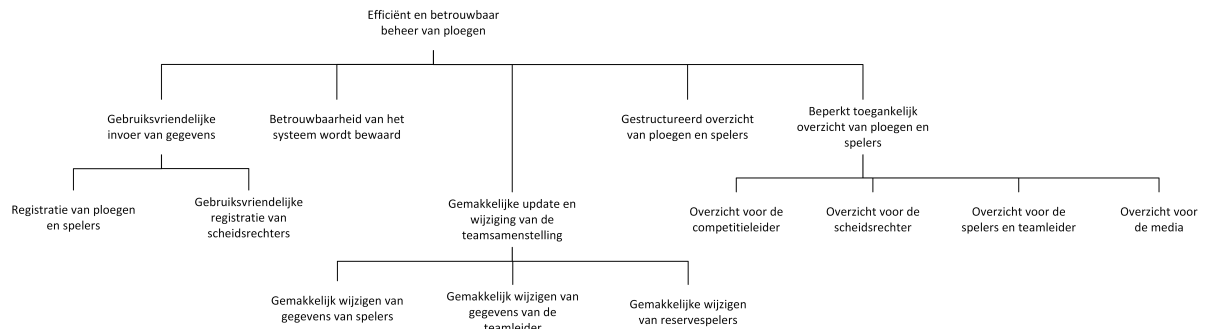 Efficiënt en betrouwbaar
beheer van ploegen
Gebruiksvriendelijke
invoer van gegevens
Betrouwbaarheid van het
systeem wordt bewaard
Gestructureerd overzicht
van ploegen en spelers
Beperkt toegankelijk
overzicht van ploegen en
spelers
Registratie van ploegen
en spelers
Gebruiksvriendelijke
registratie van
scheidsrechters
Gemakkelijke update en
wijziging van de
teamsamenstelling
Overzicht voor de
competitieleider
Overzicht voor de
scheidsrechter
Overzicht voor de
spelers en teamleider
Overzicht voor
de media
Gemakkelijk wijzigen van
gegevens van spelers
Gemakkelijk wijzigen van
gegevens van de
teamleider
Gemakkelijke wijzigen
van reservespelers